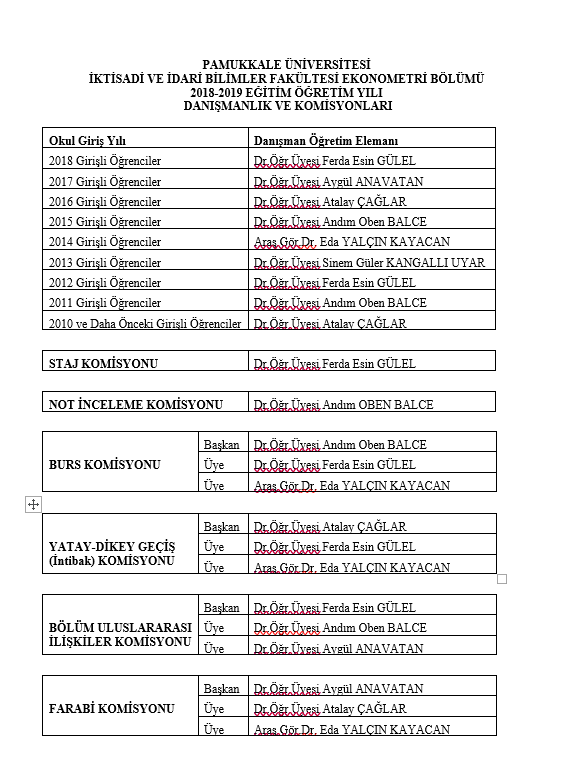 PAMUKKALE ÜNİVERSİTESİ
İKTİSADİ VE İDARİ BİLİMLER FAKÜLTESİ EKONOMETRİ BÖLÜMÜ
2018-2019 EĞİTİM ÖĞRETİM YILI
DANIŞMANLIK VE KOMİSYONLARI
Okul Giriş Yılı Danışman Öğretim Elemanı
2018 Girişli Öğrenciler Dr.Öğr.Üyesi Ferda Esin GÜLEL
2017 Girişli Öğrenciler Dr.Öğr.Üyesi Aygül ANAVATAN
2016 Girişli Öğrenciler Dr.Öğr.Üyesi Atalay ÇAĞLAR
2015 Girişli Öğrenciler Dr.Öğr.Üyesi Andım Oben BALCE
2014 Girişli Öğrenciler Araş.Gör.Dr. Eda YALÇIN KAYACAN
2013 Girişli Öğrenciler Dr.Öğr.Üyesi Sinem Güler KANGALLI UYAR
2012 Girişli Öğrenciler Dr.Öğr.Üyesi Ferda Esin GÜLEL
2011 Girişli Öğrenciler Dr.Öğr.Üyesi Andım Oben BALCE
2010 ve Daha Önceki Girişli Öğrenciler Dr.Öğr.Üyesi Atalay ÇAĞLAR
STAJ KOMİSYONU Dr.Öğr.Üyesi Ferda Esin GÜLEL
NOT İNCELEME KOMİSYONU Dr.Öğr.Üyesi Andım OBEN BALCE
BURS KOMİSYONU
Başkan Dr.Öğr.Üyesi Andım Oben BALCE
Üye Dr.Öğr.Üyesi Ferda Esin GÜLEL
Üye Araş.Gör.Dr. Eda YALÇIN KAYACAN
YATAY-DİKEY GEÇİŞ
(İntibak) KOMİSYONU
Başkan Dr.Öğr.Üyesi Atalay ÇAĞLAR
Üye Dr.Öğr.Üyesi Ferda Esin GÜLEL
Üye Araş.Gör.Dr. Eda YALÇIN KAYACAN
BÖLÜM ULUSLARARASI
İLİŞKİLER KOMİSYONU
Başkan Dr.Öğr.Üyesi Ferda Esin GÜLEL
Üye Dr.Öğr.Üyesi Andım Oben BALCE
Üye Dr.Öğr.Üyesi Aygül ANAVATAN
FARABİ KOMİSYONU
Başkan Dr.Öğr.Üyesi Aygül ANAVATAN
Üye Dr.Öğr.Üyesi Atalay ÇAĞLAR
Üye Araş.Gör.Dr. Eda YALÇIN KAYACAN